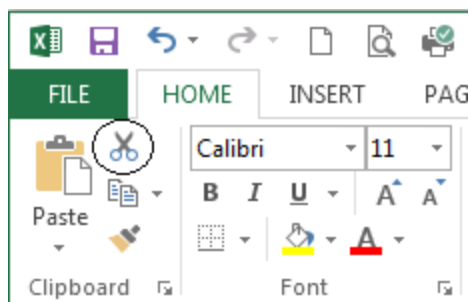 FILE HOME INSERT PAG
Calibri 11
B I U A A
Paste
A
Clipboard Font